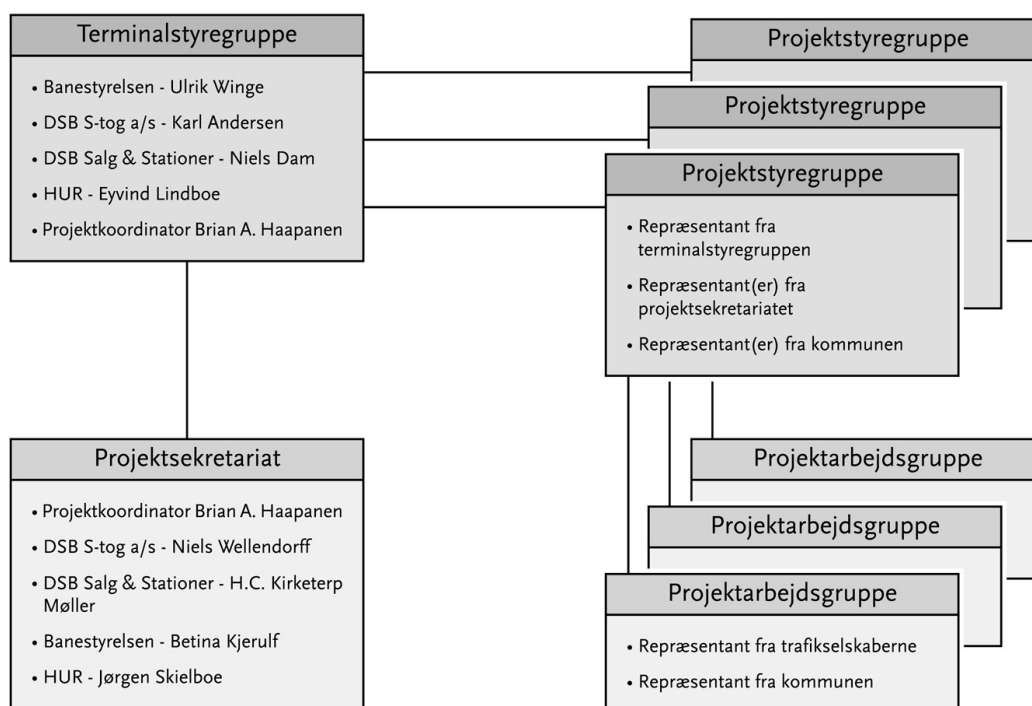 Terminalstyregruppe
• Banestyrelsen - Ulrik Winge
• DSB S-tog a/s - Karl Andersen
• DSB Salg & Stationer - Niels Dam
• HUR - Eyvind Lindboe
• Projektkoordinator Brian A. Haapanen
Projektstyregruppe
Projektstyregruppe
Projektstyregruppe
• Repræsentant fra
terminalstyregruppen
• Repræsentant(er) fra
projektsekretariatet
• Repræsentant(er) fra kommunen
Projektsekretariat
• Projektkoordinator Brian A. Haapanen
• DSB S-tog a/s - Niels Wellendorff
• DSB Salg & Stationer - H.C. Kirketerp
Møller
• Banestyrelsen - Betina Kjerulf
• HUR - Jørgen Skielboe
Projektarbejdsgruppe
Projektarbejdsgruppe
Projektarbejdsgruppe
• Repræsentant fra trafikselskaberne
• Repræsentant fra kommunen